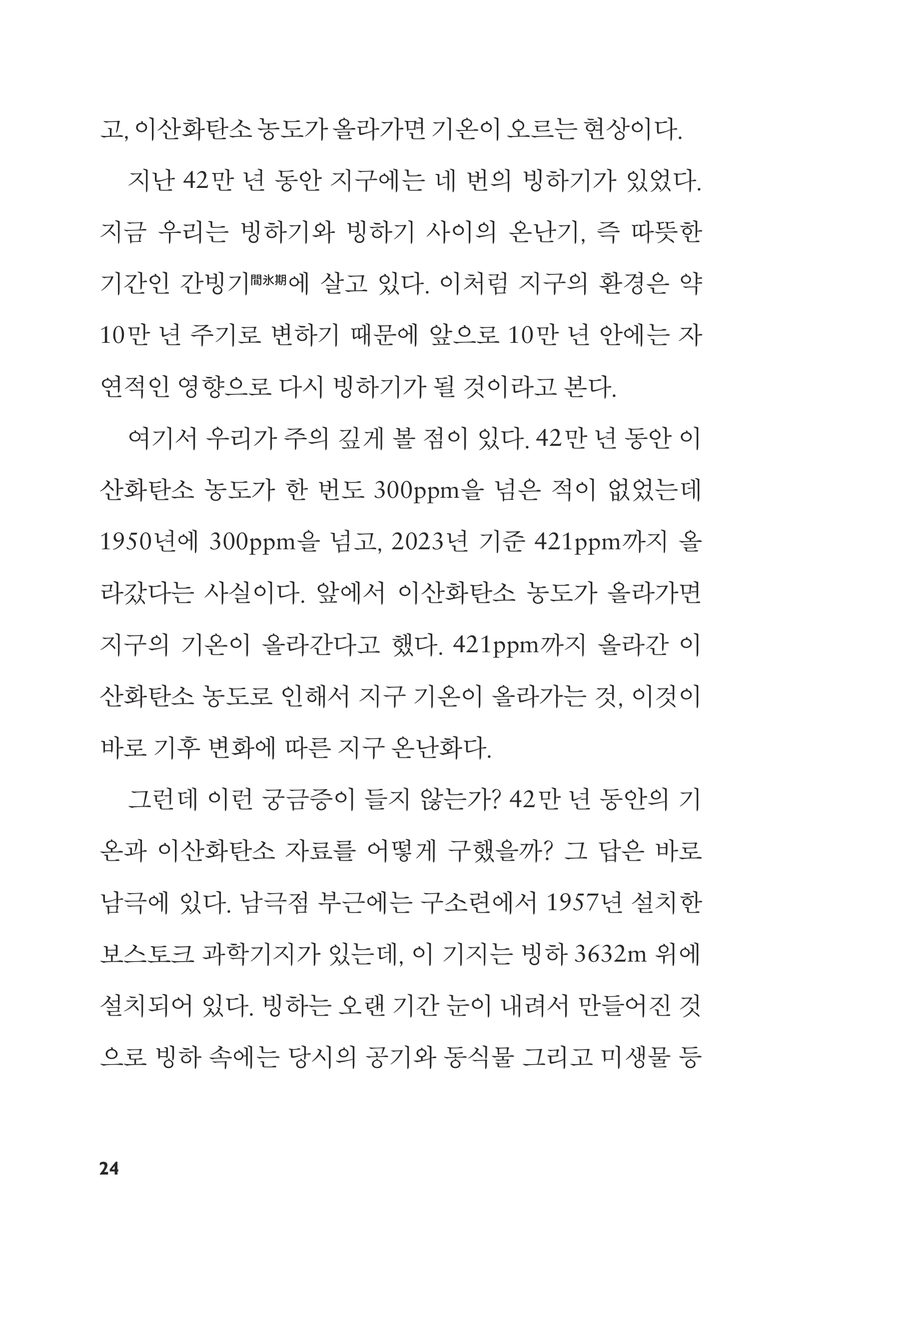 고, 이산화탄소 농도가 올라가면 기온이 오르는 현상이다.
지난 42만 년 동안 지구에는 네 번의 빙하기가 있었다.
지금 우리는 빙하기와 빙하기 사이의 온난기, 즉 따뜻한
기간인 간빙기間氷期에 살고 있다. 이처럼 지구의 환경은 약
10만 년 주기로 변하기 때문에 앞으로 10만 년 안에는 자
연적인 영향으로 다시 빙하기가 될 것이라고 본다.
여기서 우리가 주의 깊게 볼 점이 있다. 42만 년 동안 이
산화탄소 농도가 한 번도 300ppm을 넘은 적이 없었는데
1950년에 300ppm을 넘고, 2023년 기준 421ppm까지 올
라갔다는 사실이다. 앞에서 이산화탄소 농도가 올라가면
지구의 기온이 올라간다고 했다. 421ppm까지 올라간 이
산화탄소 농도로 인해서 지구 기온이 올라가는 것, 이것이
바로 기후 변화에 따른 지구 온난화다.
그런데 이런 궁금증이 들지 않는가? 42만 년 동안의 기
온과 이산화탄소 자료를 어떻게 구했을까? 그 답은 바로
남극에 있다. 남극점 부근에는 구소련에서 1957년 설치한
보스토크 과학기지가 있는데, 이 기지는 빙하 3632m 위에
설치되어 있다. 빙하는 오랜 기간 눈이 내려서 만들어진 것
으로 빙하 속에는 당시의 공기와 동식물 그리고 미생물 등
24